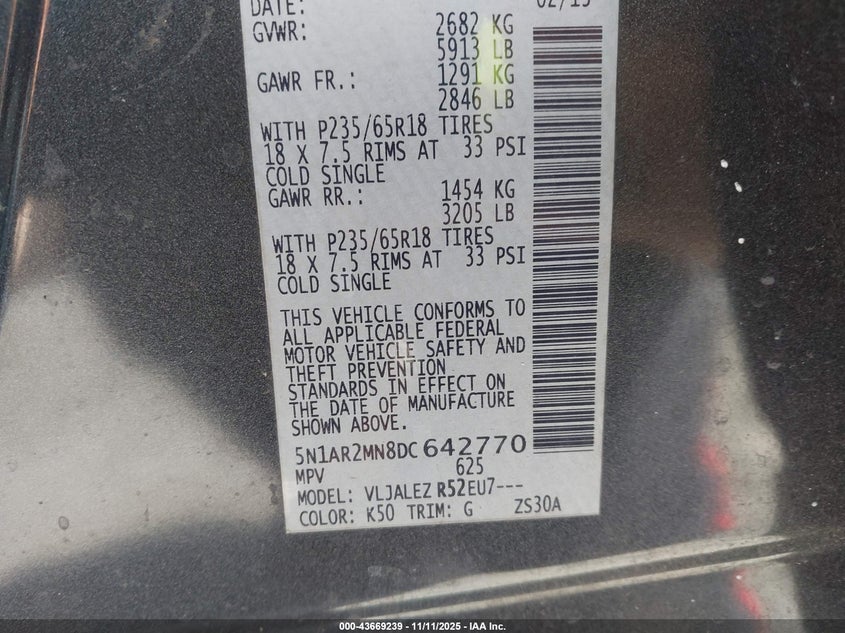 DATE: 02/13
GVWR: 2682 KG
5913 LB
GAWR FR.: 1291 KG
2846 LB
WITH P235/65R18 TIRES
18 X 7.5 RIMS AT 33 PSI
COLD SINGLE
GAWR RR.: 1454 KG
3205 LB
WITH P235/65R18 TIRES
18 X 7.5 RIMS AT 33 PSI
COLD SINGLE
THIS VEHICLE CONFORMS TO
ALL APPLICABLE FEDERAL
MOTOR VEHICLE SAFETY AND
THEFT PREVENTION
STANDARDS IN EFFECT ON
THE DATE OF MANUFACTURE
SHOWN ABOVE.
5N1AR2MN8DC642770
MPV 625
MODEL: VLJALEZ R52EU7---
COLOR: K50 TRIM: G ZS30A
000-43669239 - 11/11/2025 - IAA Inc.